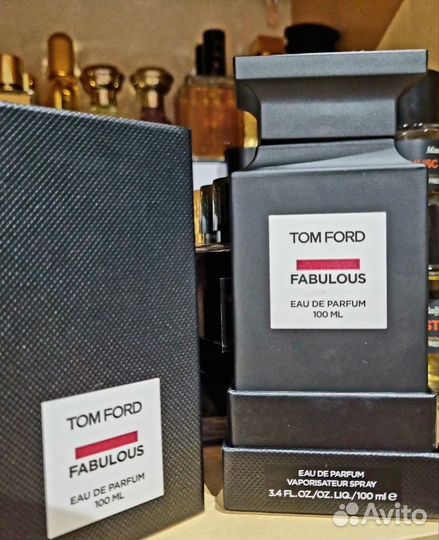 TOM FORD
FABULOUS
EAU DE PARFUM
100 ML
TOM FORD
FABULOUS
EAU DE PARFUM
100 ML
EAU DE PARFUM
VAPORISATEUR SPRAY
3.4 FL.OZ/OZ. LIQ./100 ml e
Avito